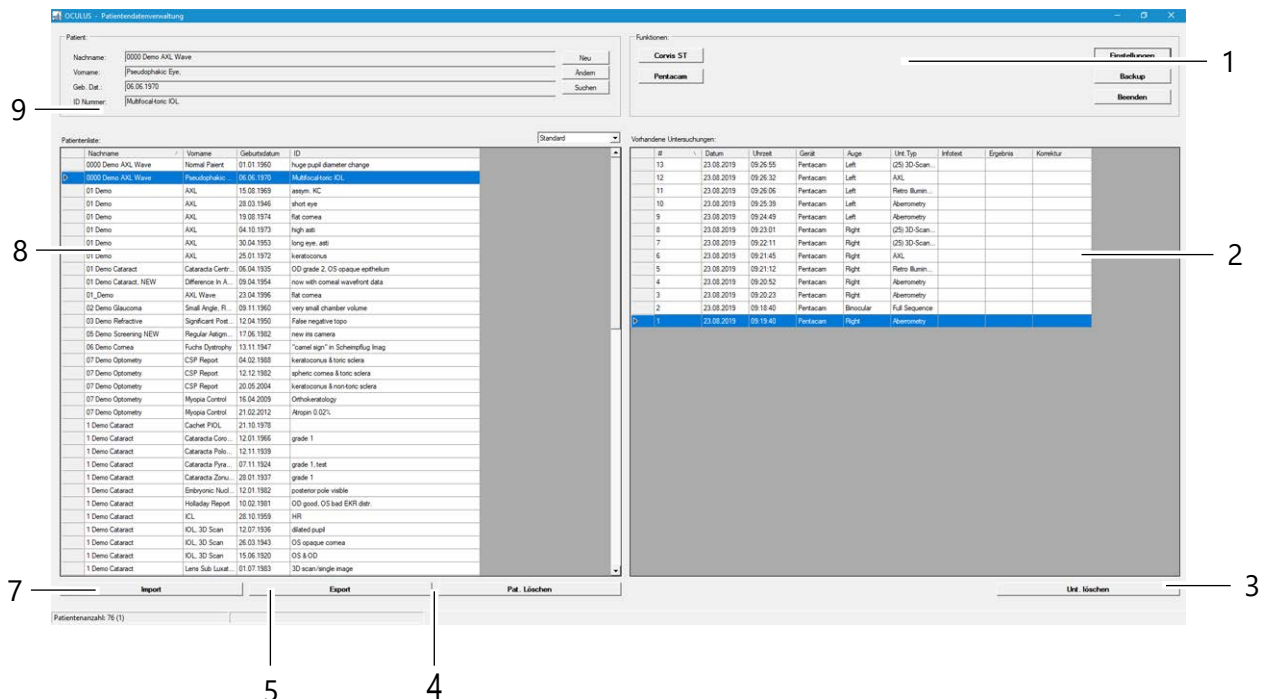 OCULUS - Patientendatenverwaltung
Patient:
Nachname: 0000 Demo AXL Wave Neu
Vorname: Pseudophakic Eye, Ändern
Geb. Dat.: 06.06.1970 Suchen
ID Nummer: Multifocal-toric IOL
Funktionen:
Corvis ST Einstellungen
Pentacam Backup
Beenden
1
9
Patientenliste: Standard
Nachname Vorname Geburtsdatum ID
0000 Demo AXL Wave Normal Paient 01.01.1960 huge pupil diameter change
0000 Demo AXL Wave Pseudophakic ... 06.06.1970 Multifocal-toric IOL
01 Demo AXL 15.08.1969 assym. KC
01 Demo AXL 28.03.1946 short eye
01 Demo AXL 19.08.1974 flat cornea
01 Demo AXL 04.10.1973 high asti
01 Demo AXL 30.04.1953 long eye, asti
01 Demo AXL 25.01.1972 keratoconus
01 Demo Cataract Cataracta Centr... 06.04.1935 OD grade 2, OS opaque epithelium
01 Demo Cataract, NEW Difference In A... 09.04.1954 now with corneal wavefront data
01_Demo AXL Wave 23.04.1996 flat cornea
02 Demo Glaucoma Small Angle, Fl... 09.11.1960 very small chamber volume
03 Demo Refractive Significant Post... 12.04.1950 False negative topo
05 Demo Screening NEW Regular Astigm... 17.06.1982 new iris camera
06 Demo Cornea Fuchs Dystrophy 13.11.1947 "camel sign" in Scheimpflug Imag
07 Demo Optometry CSP Report 04.02.1988 keratoconus & toric sclera
07 Demo Optometry CSP Report 12.12.1982 spheric cornea & toric sclera
07 Demo Optometry CSP Report 20.05.2004 keratoconus & non-toric sclera
07 Demo Optometry Myopia Control 16.04.2009 Orthokeratology
07 Demo Optometry Myopia Control 21.02.2012 Atropin 0.02%
1 Demo Cataract Cachet PIOL 21.10.1978
1 Demo Cataract Cataracta Coro... 12.01.1966 grade 1
1 Demo Cataract Cataracta Polo... 12.11.1939
1 Demo Cataract Cataracta Pyra... 07.11.1924 grade 1, test
1 Demo Cataract Cataracta Zonu... 28.01.1937 grade 1
1 Demo Cataract Embryonic Nucl... 12.01.1982 posterior pole visible
1 Demo Cataract Holladay Report 10.02.1981 OD good, OS bad EKR distr.
1 Demo Cataract ICL 28.10.1959 HR
1 Demo Cataract IOL, 3D Scan 12.07.1936 dilated pupil
1 Demo Cataract IOL, 3D Scan 26.03.1943 OS opaque cornea
1 Demo Cataract IOL, 3D Scan 15.06.1920 OS & OD
1 Demo Cataract Lens Sub Luxat... 01.07.1983 3D scan/single image
8
Vorhandene Untersuchungen:
# Datum Uhrzeit Gerät Auge Unt.Typ Infotext Ergebnis Korrektur
13 23.08.2019 09:26:55 Pentacam Left (25) 3D-Scan...
12 23.08.2019 09:26:32 Pentacam Left AXL
11 23.08.2019 09:26:06 Pentacam Left Retro Illumin...
10 23.08.2019 09:25:39 Pentacam Left Aberrometry
9 23.08.2019 09:24:49 Pentacam Left Aberrometry
8 23.08.2019 09:23:01 Pentacam Right (25) 3D-Scan...
7 23.08.2019 09:22:11 Pentacam Right (25) 3D-Scan...
6 23.08.2019 09:21:45 Pentacam Right AXL
5 23.08.2019 09:21:12 Pentacam Right Retro Illumin...
4 23.08.2019 09:20:52 Pentacam Right Aberrometry
3 23.08.2019 09:20:23 Pentacam Right Aberrometry
2 23.08.2019 09:18:40 Pentacam Binocular Full Sequence
1 23.08.2019 09:19:40 Pentacam Right Aberrometry
2
7 Import Export Pat. Löschen Unt. löschen 3
Patientenanzahl: 76 (1)
5 4